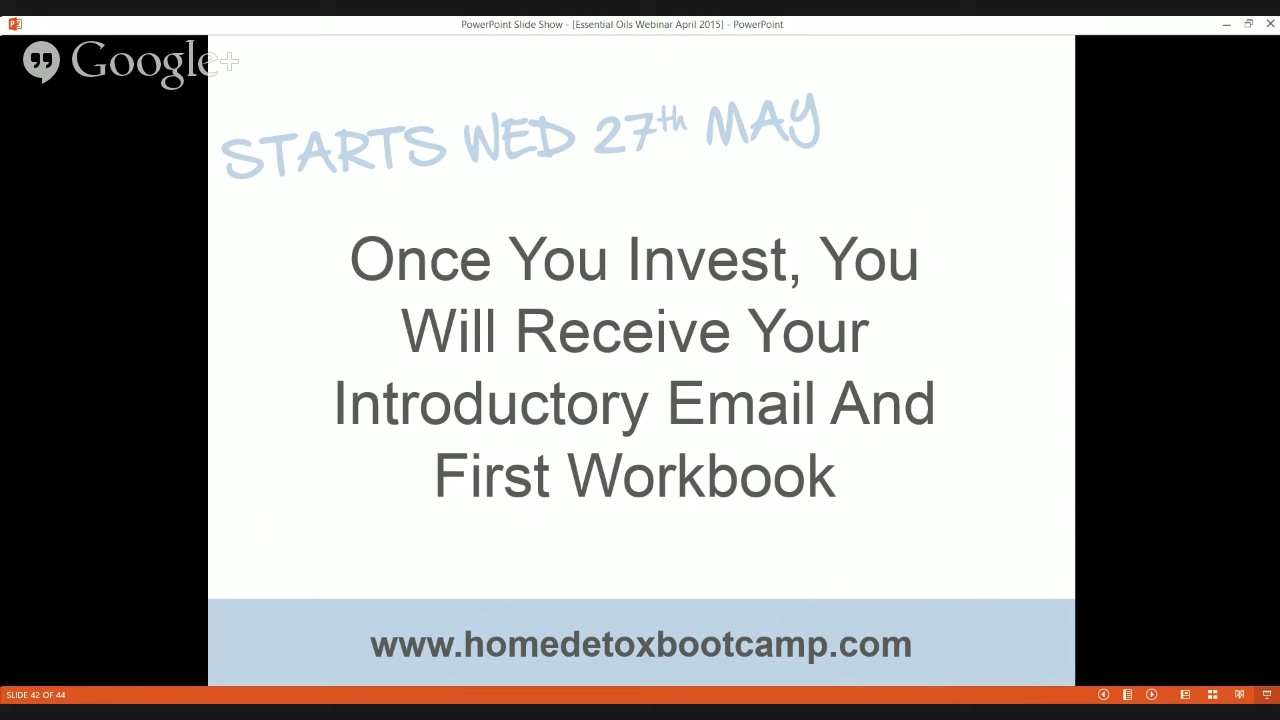 PowerPoint Slide Show - [Essential Oils Webinar April 2015] - PowerPoint
Google+
STARTS WED 27th MAY
Once You Invest, You
Will Receive Your
Introductory Email And
First Workbook
www.homedetoxbootcamp.com
SLIDE 42 OF 44